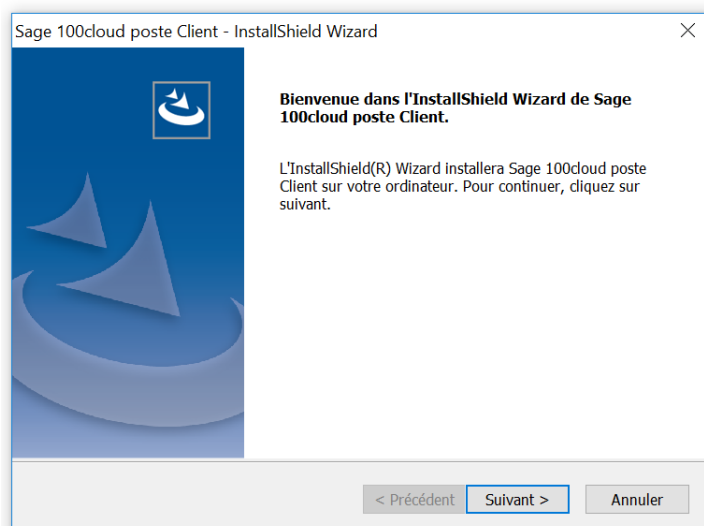 Sage 100cloud poste Client - InstallShield Wizard
Bienvenue dans l'InstallShield Wizard de Sage
100cloud poste Client.
L'InstallShield(R) Wizard installera Sage 100cloud poste
Client sur votre ordinateur. Pour continuer, cliquez sur
suivant.
< Précédent Suivant > Annuler